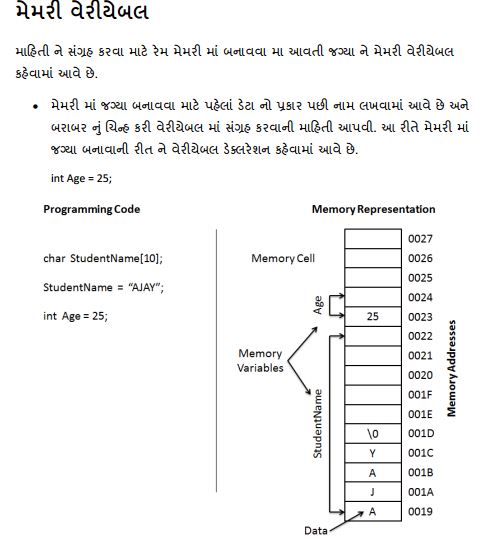 મેમરી વેરીયેબલ
માહિતી ને સંગ્રહ કરવા માટે રેમ મેમરી માં બનાવવા મા આવતી જગ્યા ને મેમરી વેરીયેબલ
કહેવામાં આવે છે.
• મેમરી માં જગ્યા બનાવવા માટે પહેલાં ડેટા નો પ્રકાર પછી નામ લખવામાં આવે છે અને
બરાબર નું ચિન્હ કરી વેરીયેબલ માં સંગ્રહ કરવાની માહિતી આપવી. આ રીતે મેમરી માં
જગ્યા બનાવાની રીત ને વેરીયેબલ ડેક્લરેશન કહેવામાં આવે છે.
int Age = 25;
Programming Code
Memory Representation
char StudentName[10];
StudentName = “AJAY”;
int Age = 25;
Memory Cell
Memory
Variables
Age
StudentName
Data
0027
0026
0025
0024
25 0023
0022
0021
0020
001F
001E
\0 001D
Y 001C
A 001B
J 001A
A 0019
Memory Addresses